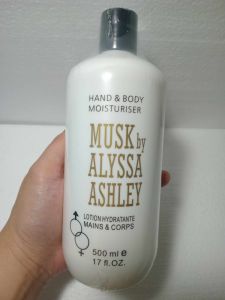 HAND & BODY
MOISTURISER
MUSK by
ALYSSA
ASHLEY
LOTION HYDRATANTE
MAINS & CORPS
500 ml e
17 fl.OZ.